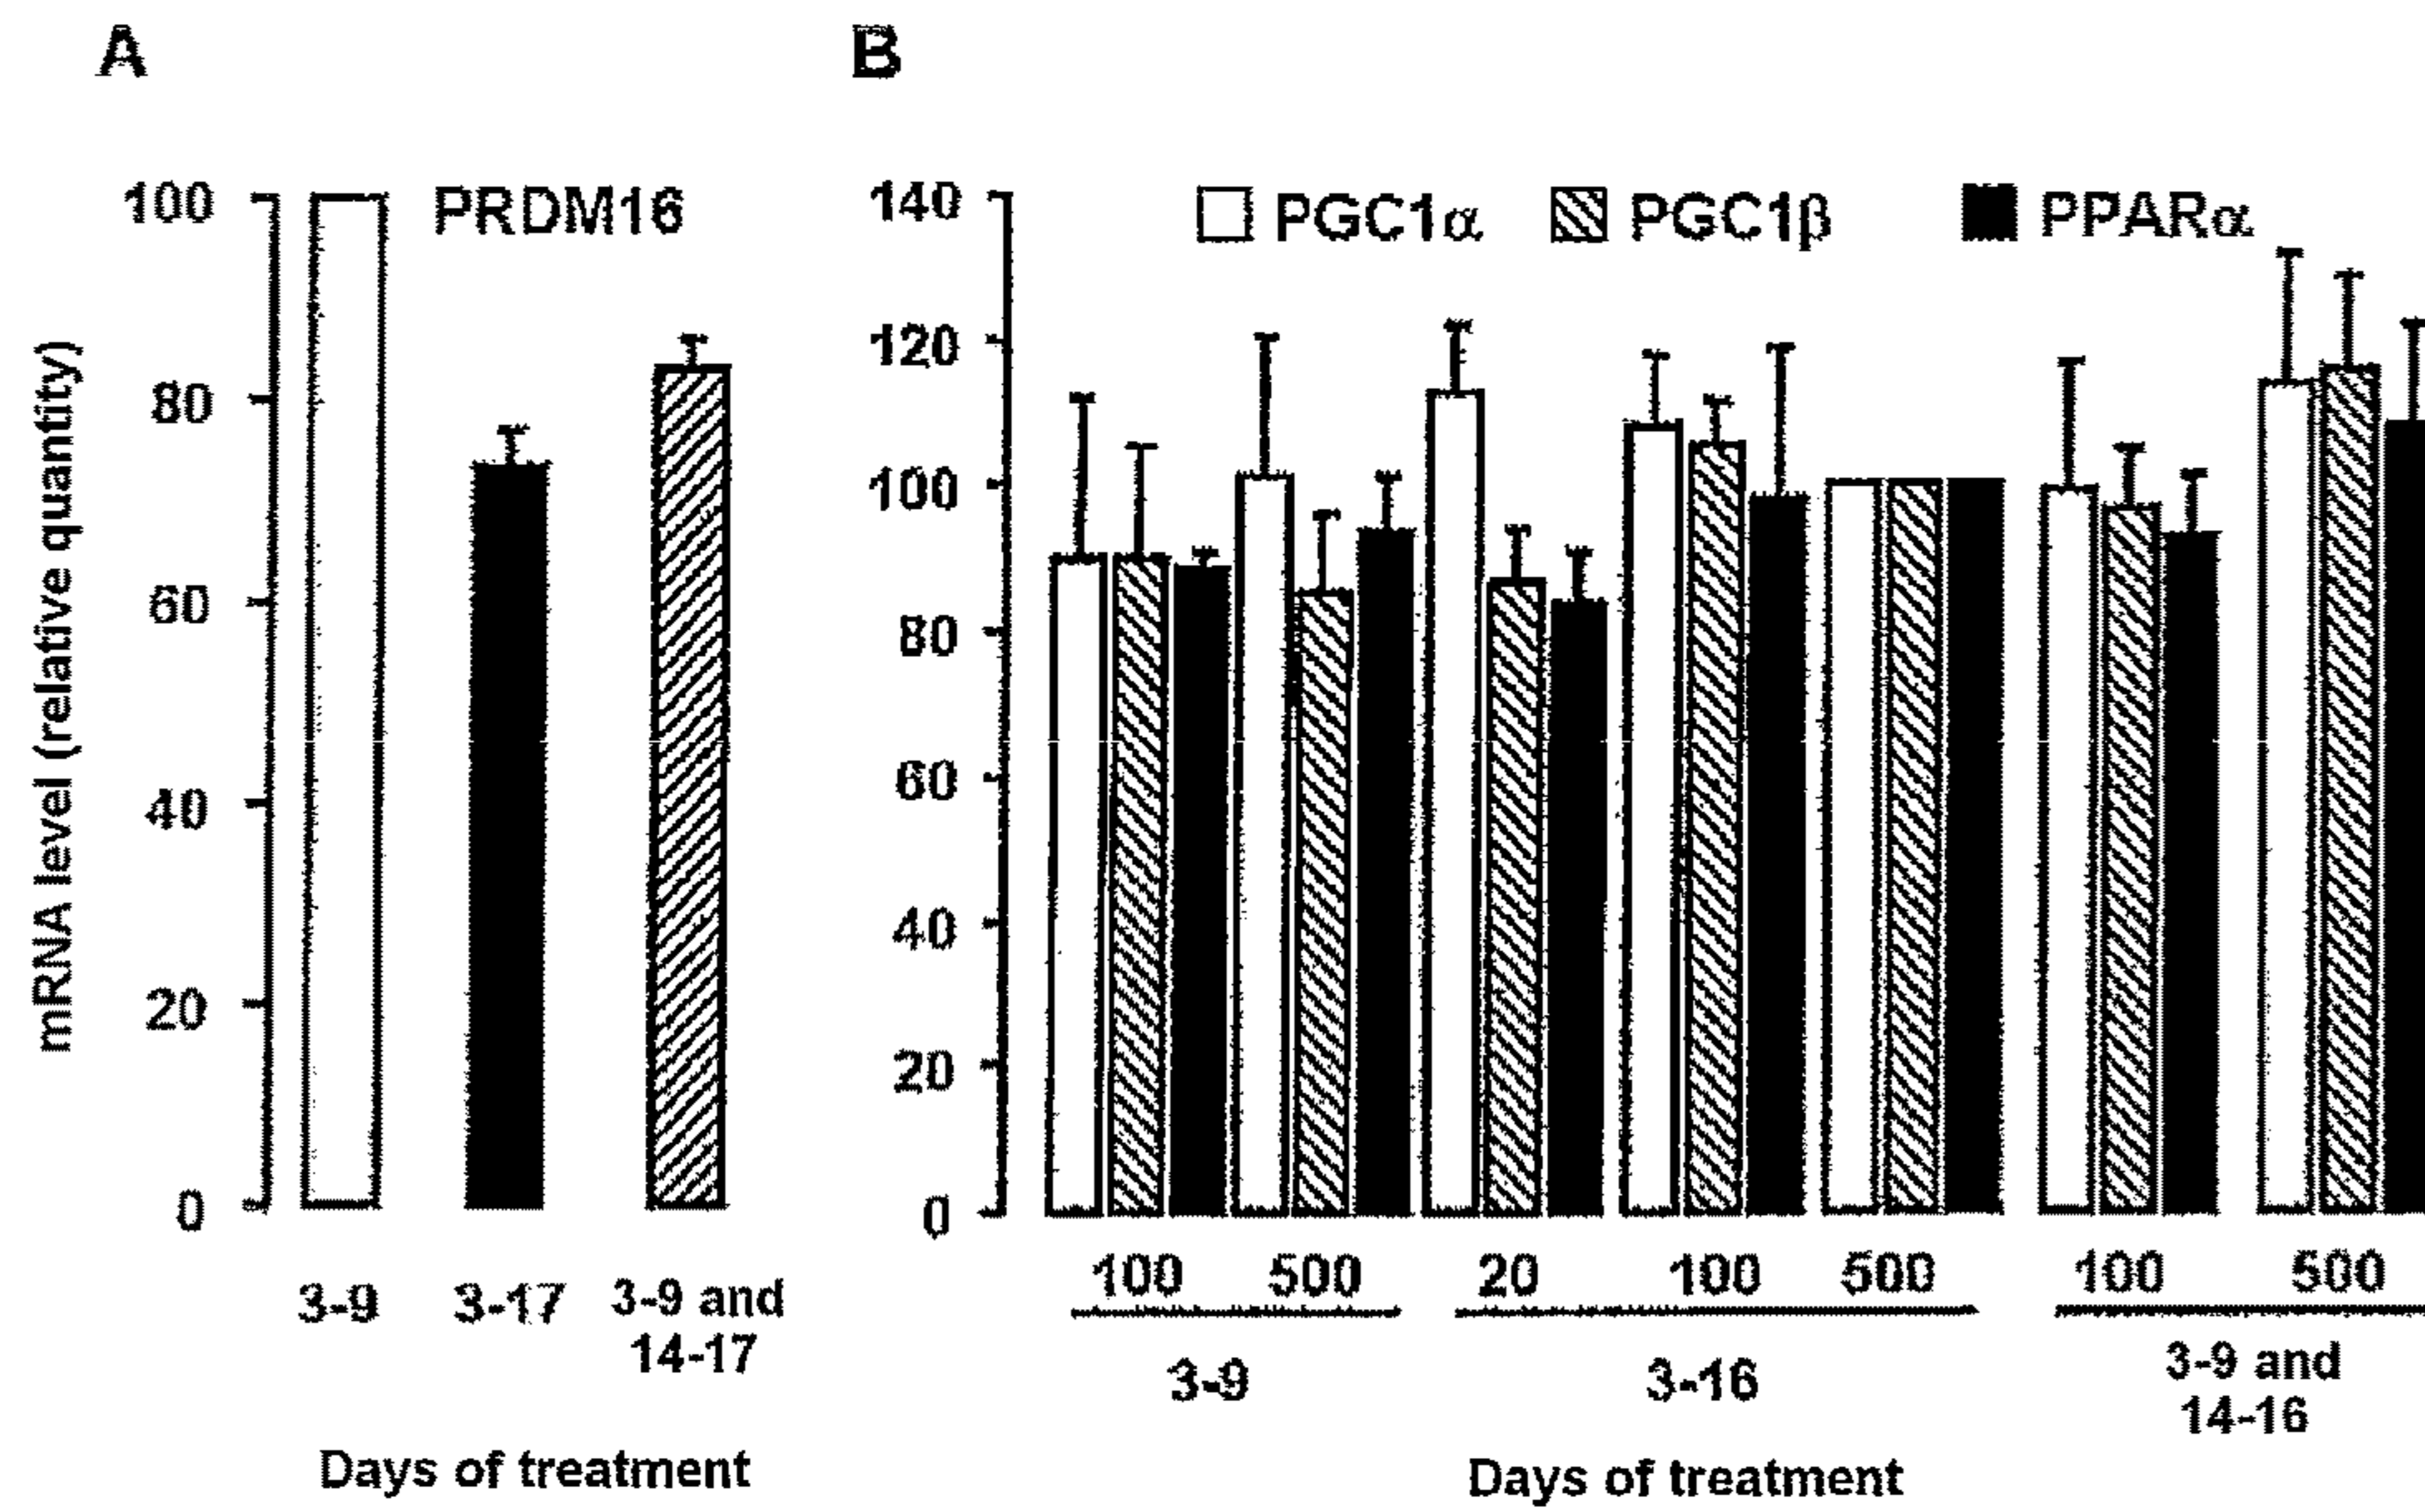 A
B
mRNA level (relative quantity)
100
80
60
40
20
0
PRDM16
3-9
3-17
3-9 and
14-17
Days of treatment
140
120
100
80
60
40
20
0
PGC1α PGC1β PPARα
100 500 20 100 500 100 500
3-9
3-16
3-9 and
14-16
Days of treatment